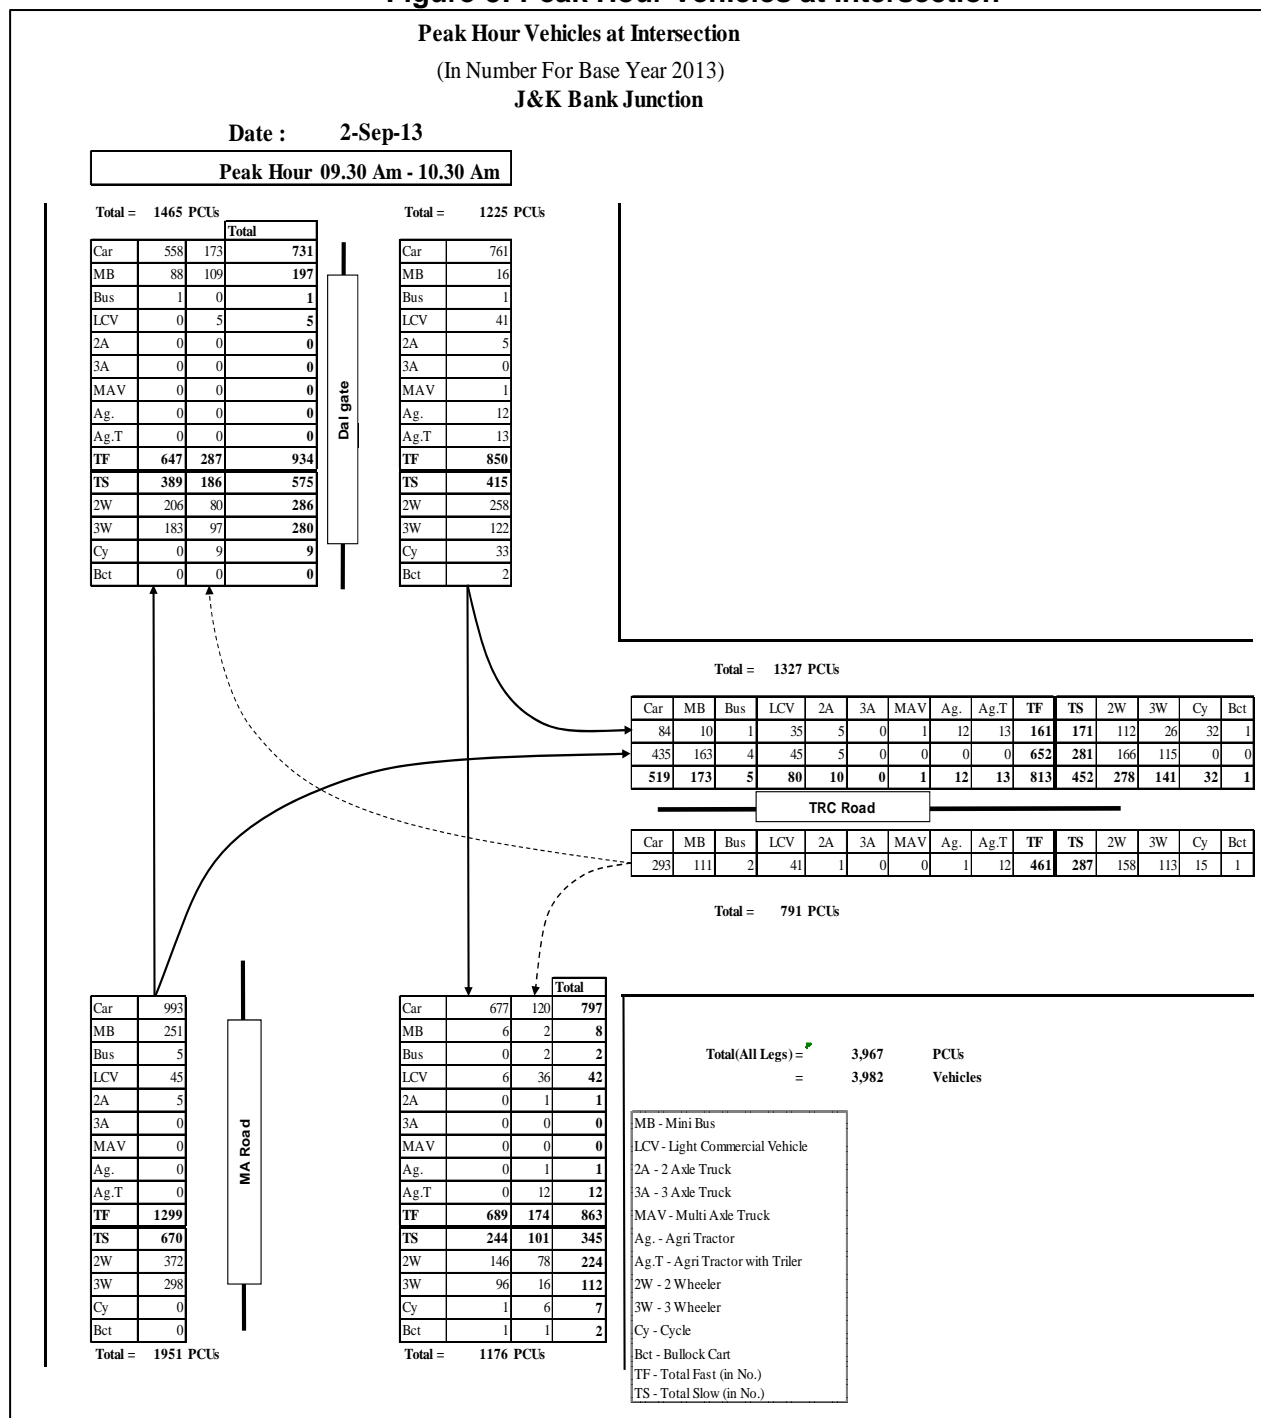 Peak Hour Vehicles at Intersection
(In Number For Base Year 2013)
J&K Bank Junction
Date : 2-Sep-13
Peak Hour 09.30 Am - 10.30 Am
Total = 1465 PCUs
Total
Car 558 173 731
MB 88 109 197
Bus 1 0 1
LCV 0 5 5
2A 0 0 0
3A 0 0 0
MAV 0 0 0
Ag. 0 0 0
Ag.T 0 0 0
TF 647 287 934
TS 389 186 575
2W 206 80 286
3W 183 97 280
Cy 0 9 9
Bct 0 0 0
Dal gate
Total = 1225 PCUs
Car 761
MB 16
Bus 1
LCV 41
2A 5
3A 0
MAV 1
Ag. 12
Ag.T 13
TF 850
TS 415
2W 258
3W 122
Cy 33
Bct 2
Total = 1327 PCUs
Car MB Bus LCV 2A 3A MAV Ag. Ag.T TF TS 2W 3W Cy Bct
84 10 1 35 5 0 1 12 13 161 171 112 26 32 1
435 163 4 45 5 0 0 0 0 652 281 166 115 0 0
519 173 5 80 10 0 1 12 13 813 452 278 141 32 1
TRC Road
Car MB Bus LCV 2A 3A MAV Ag. Ag.T TF TS 2W 3W Cy Bct
293 111 2 41 1 0 0 1 12 461 287 158 113 15 1
Total = 791 PCUs
Car 993
MB 251
Bus 5
LCV 45
2A 5
3A 0
MAV 0
Ag. 0
Ag.T 0
TF 1299
TS 670
2W 372
3W 298
Cy 0
Bct 0
Total = 1951 PCUs
MA Road
Total
Car 677 120 797
MB 6 2 8
Bus 0 2 2
LCV 6 36 42
2A 0 1 1
3A 0 0 0
MAV 0 0 0
Ag. 0 1 1
Ag.T 0 12 12
TF 689 174 863
TS 244 101 345
2W 146 78 224
3W 96 16 112
Cy 1 6 7
Bct 1 1 2
Total = 1176 PCUs
Total(All Legs) = 3,967 PCUs
= 3,982 Vehicles
MB - Mini Bus
LCV - Light Commercial Vehicle
2A - 2 Axle Truck
3A - 3 Axle Truck
MAV - Multi Axle Truck
Ag. - Agri Tractor
Ag.T - Agri Tractor with Triler
2W - 2 Wheeler
3W - 3 Wheeler
Cy - Cycle
Bct - Bullock Cart
TF - Total Fast (in No.)
TS - Total Slow (in No.)